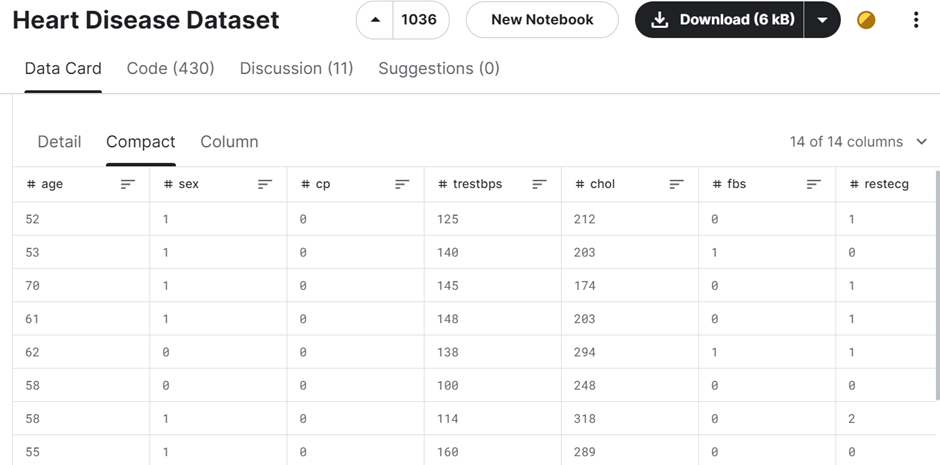 Heart Disease Dataset 1036 New Notebook Download (6 kB)
Data Card Code (430) Discussion (11) Suggestions (0)
Detail Compact Column 14 of 14 columns
# age # sex # cp # trestbps # chol # fbs # restecg
52 1 0 125 212 0 1
53 1 0 140 203 1 0
70 1 0 145 174 0 1
61 1 0 148 203 0 1
62 0 0 138 294 1 1
58 0 0 100 248 0 0
58 1 0 114 318 0 2
55 1 0 160 289 0 0